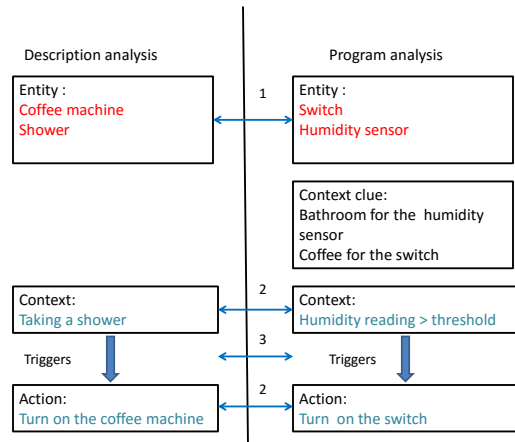 Description analysis
Program analysis
Entity :
Coffee machine
Shower
1
Entity :
Switch
Humidity sensor
Context clue:
Bathroom for the humidity
sensor
Coffee for the switch
Context:
Taking a shower
2
Context:
Humidity reading > threshold
Triggers
3
Triggers
Action:
Turn on the coffee machine
2
Action:
Turn on the switch